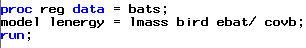 proc reg data = bats;
model lenergy = lmass bird ebat/ covb;
run;